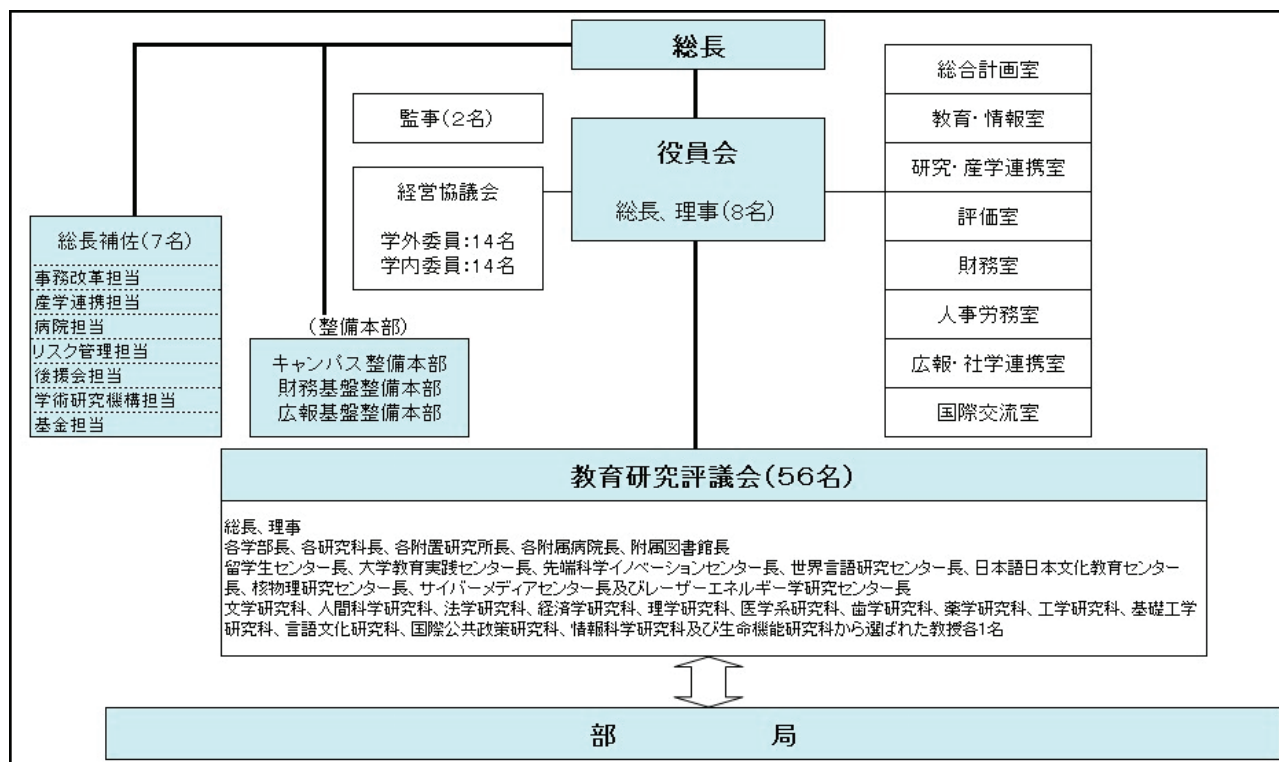 総長
監事(2名)
役員会
総長、理事(8名)
経営協議会
学外委員:14名
学内委員:14名
総合計画室
教育・情報室
研究・産学連携室
評価室
財務室
人事労務室
広報・社学連携室
国際交流室
総長補佐(7名)
事務改革担当
産学連携担当
病院担当
リスク管理担当
後援会担当
学術研究機構担当
基金担当
(整備本部)
キャンパス整備本部
財務基盤整備本部
広報基盤整備本部
教育研究評議会(56名)
総長、理事
各学部長、各研究科長、各附置研究所長、各附属病院長、附属図書館長
留学生センター長、大学教育実践センター長、先端科学イノベーションセンター長、世界言語研究センター長、日本語日本文化教育センター
長、核物理研究センター長、サイバーメディアセンター長及びレーザーエネルギー学研究センター長
文学研究科、人間科学研究科、法学研究科、経済学研究科、理学研究科、医学系研究科、歯学研究科、薬学研究科、工学研究科、基礎工学
研究科、言語文化研究科、国際公共政策研究科、情報科学研究科及び生命機能研究科から選ばれた教授各1名
部 局